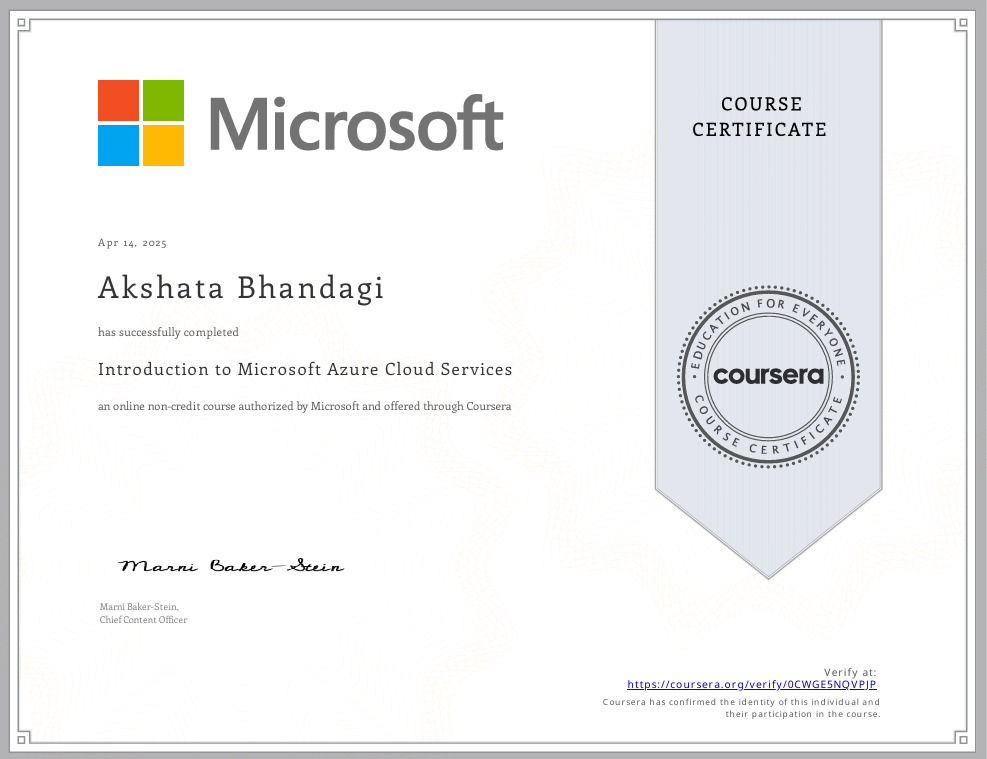 Microsoft
COURSE
CERTIFICATE
Apr 14, 2025
Akshata Bhandagi
has successfully completed
Introduction to Microsoft Azure Cloud Services
an online non-credit course authorized by Microsoft and offered through Coursera
EDUCATION FOR EVERYONE
coursera
COURSE CERTIFICATE
Marni Baker-Stein
Marni Baker-Stein,
Chief Content Officer
Verify at:
https://coursera.org/verify/0CWGE5NQVPJP
Coursera has confirmed the identity of this individual and
their participation in the course.